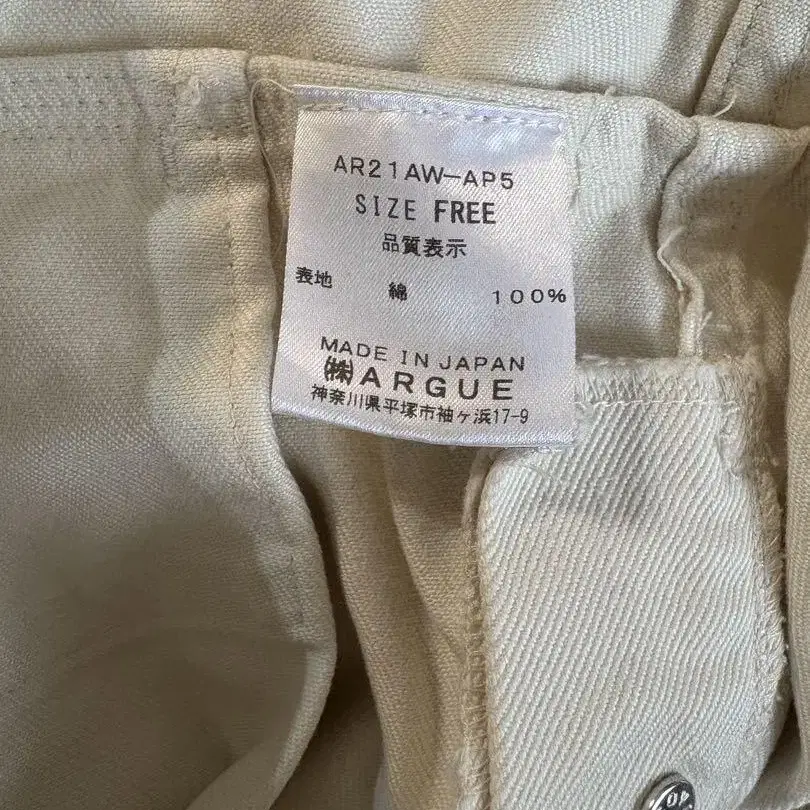 AR21AW-AP5
SIZE FREE
品質表示
表地 綿 100%
MADE IN JAPAN
㈱ARGUE
神奈川県平塚市袖ヶ浜17-9